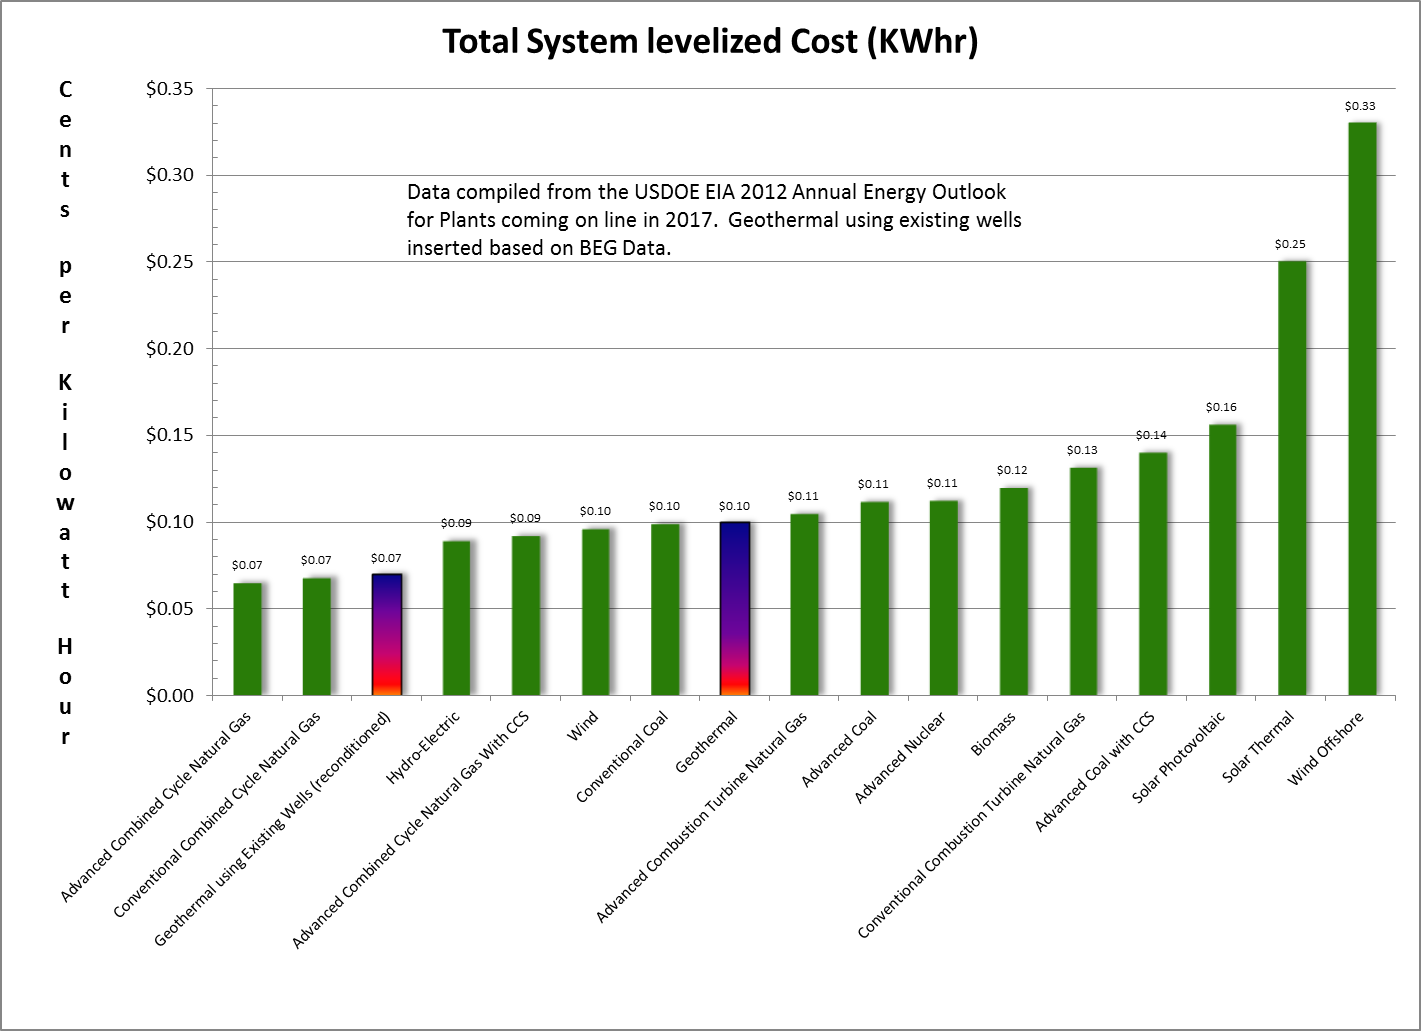 Total System levelized Cost (KWhr)
Cents per Kilowatt Hour
$0.35
$0.30
$0.25
$0.20
$0.15
$0.10
$0.05
$0.00
Data compiled from the USDOE EIA 2012 Annual Energy Outlook
for Plants coming on line in 2017.  Geothermal using existing wells
inserted based on BEG Data.
$0.07
$0.07
$0.07
$0.09
$0.09
$0.10
$0.10
$0.10
$0.11
$0.11
$0.11
$0.12
$0.13
$0.14
$0.16
$0.25
$0.33
Advanced Combined Cycle Natural Gas
Conventional Combined Cycle Natural Gas
Geothermal using Existing Wells (reconditioned)
Hydro-Electric
Advanced Combined Cycle Natural Gas With CCS
Wind
Conventional Coal
Geothermal
Advanced Combustion Turbine Natural Gas
Advanced Coal
Advanced Nuclear
Biomass
Conventional Combustion Turbine Natural Gas
Advanced Coal with CCS
Solar Photovoltaic
Solar Thermal
Wind Offshore